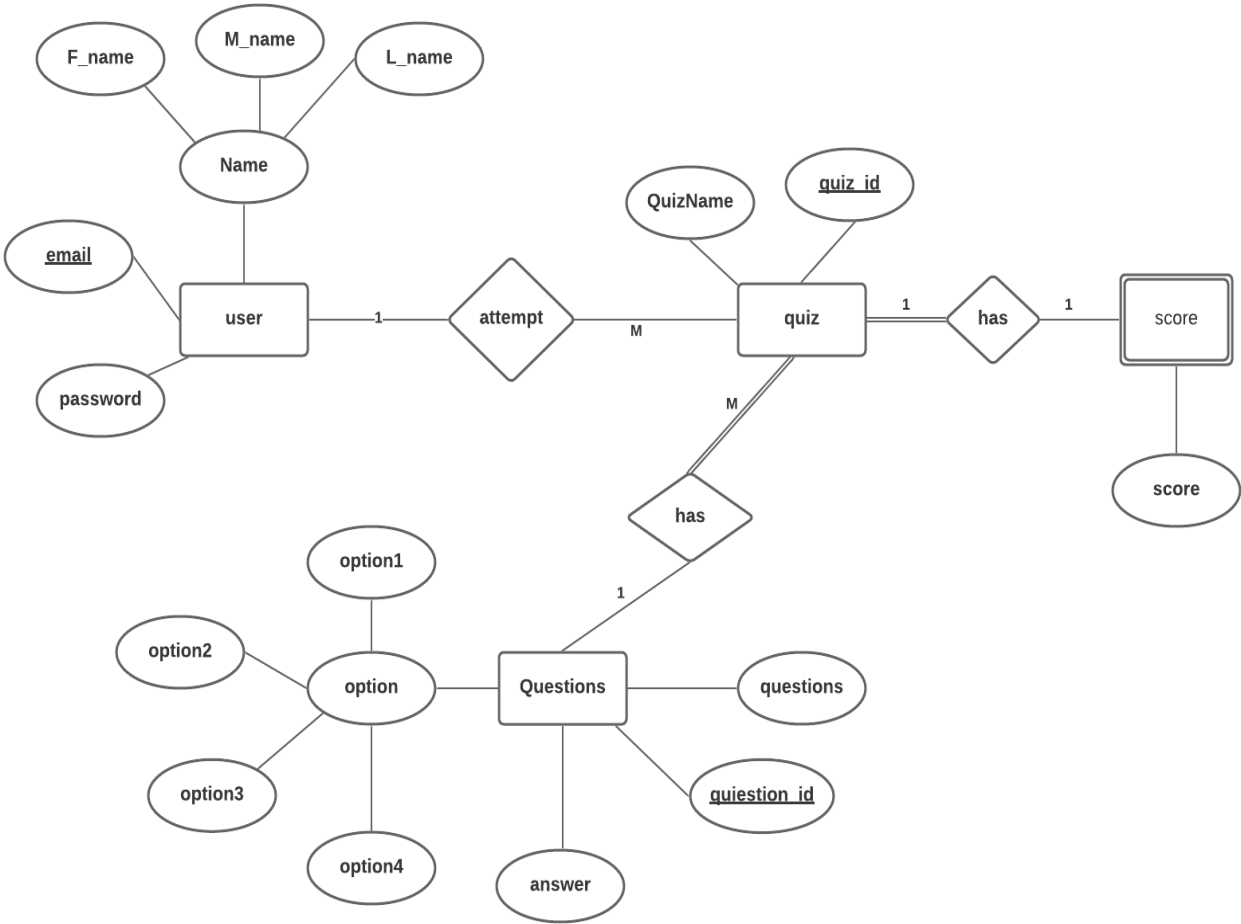 M_name
F_name
L_name
Name
quiz_id
QuizName
email
user
1
attempt
M
quiz
1
has
1
score
password
M
score
has
option1
1
option2
option
Questions
questions
option3
quiestion_id
option4
answer